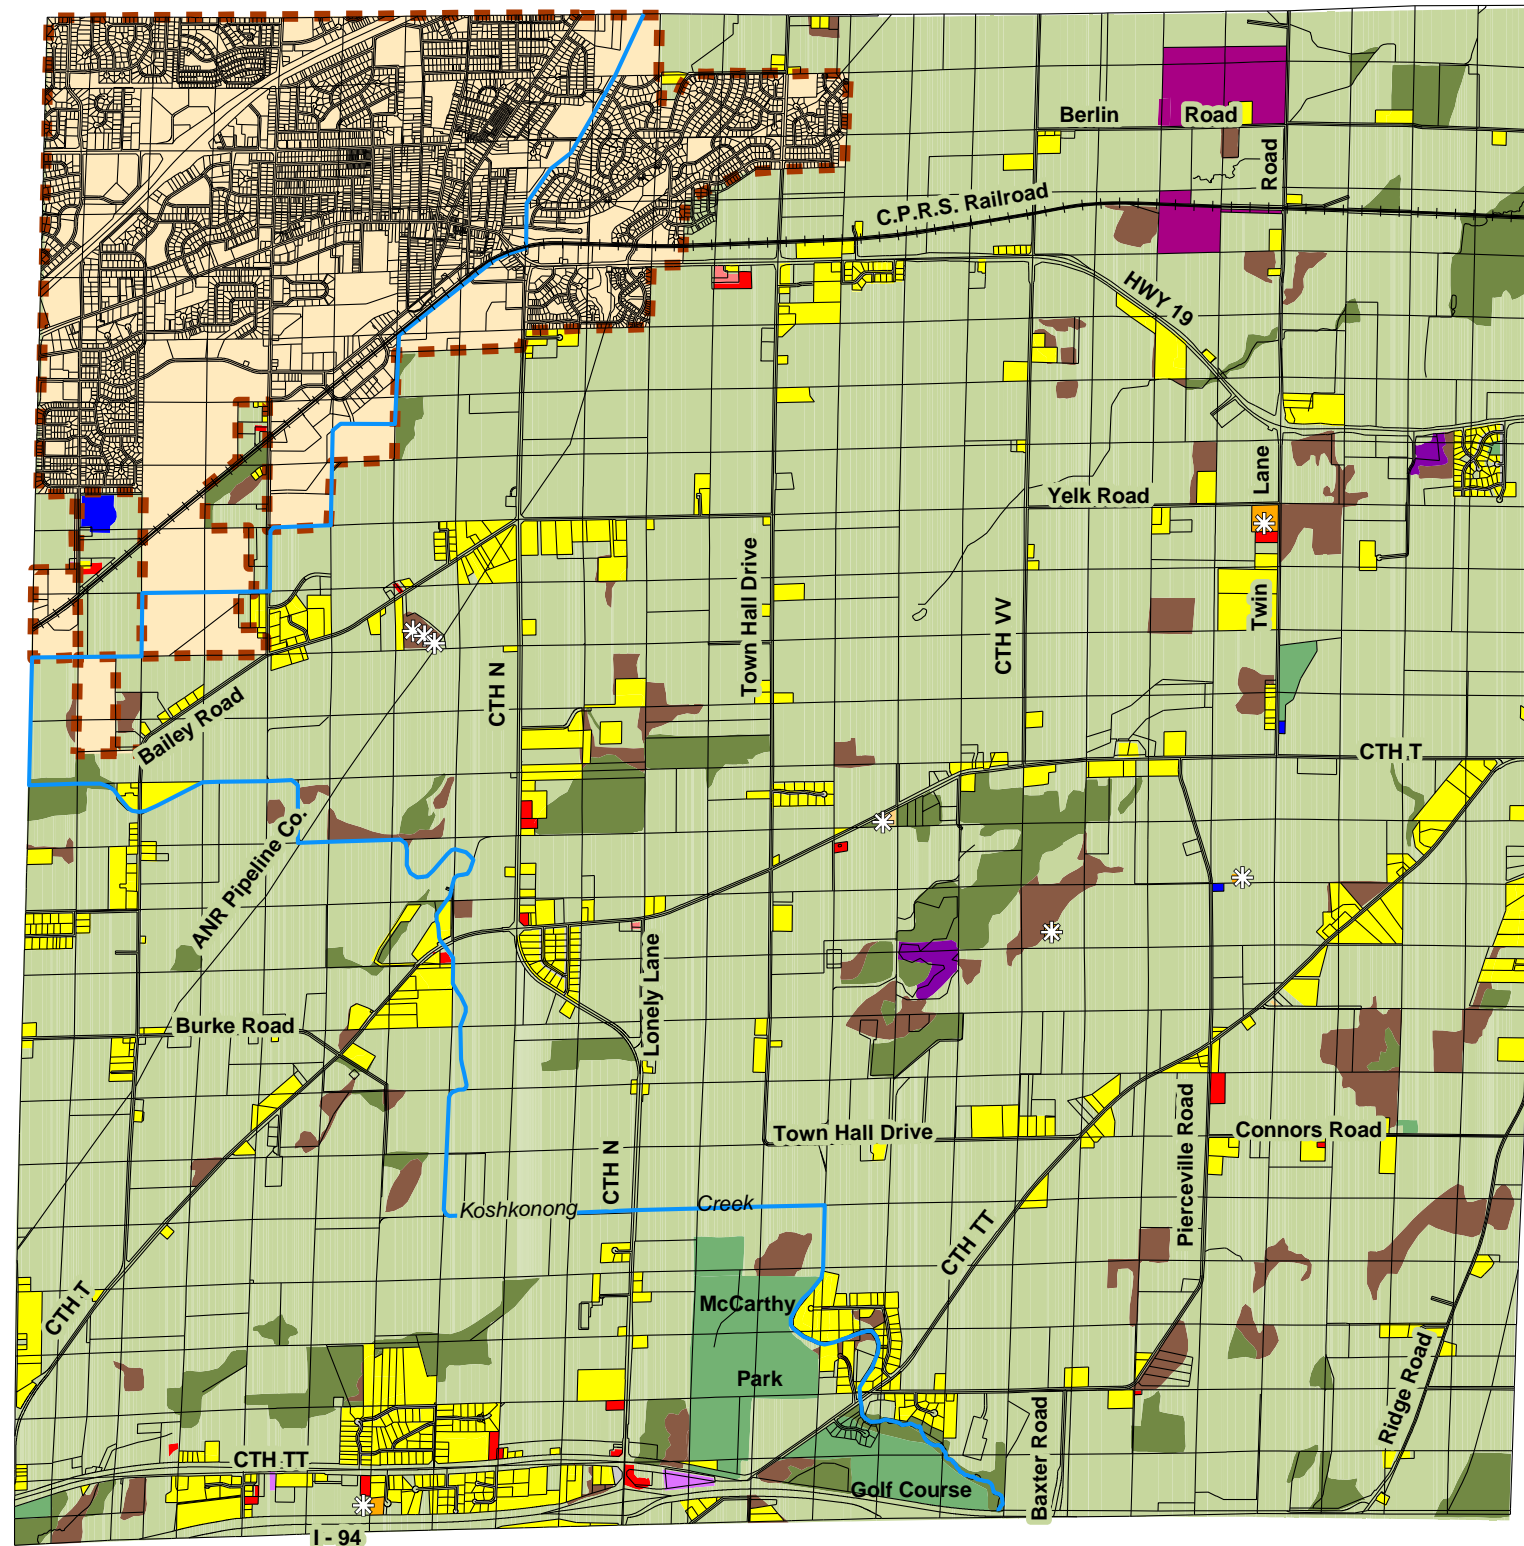 Berlin Road
Road
C.P.R.S. Railroad
HWY 19
Lane
Yelk Road
Town Hall Drive
CTH VV
Twin
CTH N
Bailey Road
CTH T
ANR Pipeline Co.
Lonely Lane
Burke Road
Town Hall Drive
Pierceville Road
Connors Road
CTH N
Koshkonong Creek
CTH TT
CTH T
McCarthy
Park
Ridge Road
Baxter Road
CTH TT
Golf Course
I - 94